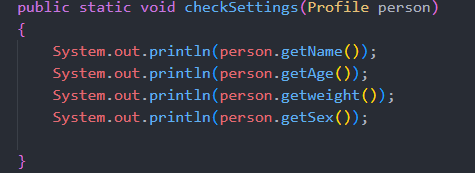 public static void checkSettings(Profile person)
{
System.out.println(person.getName());
System.out.println(person.getAge());
System.out.println(person.getweight());
System.out.println(person.getSex());
}